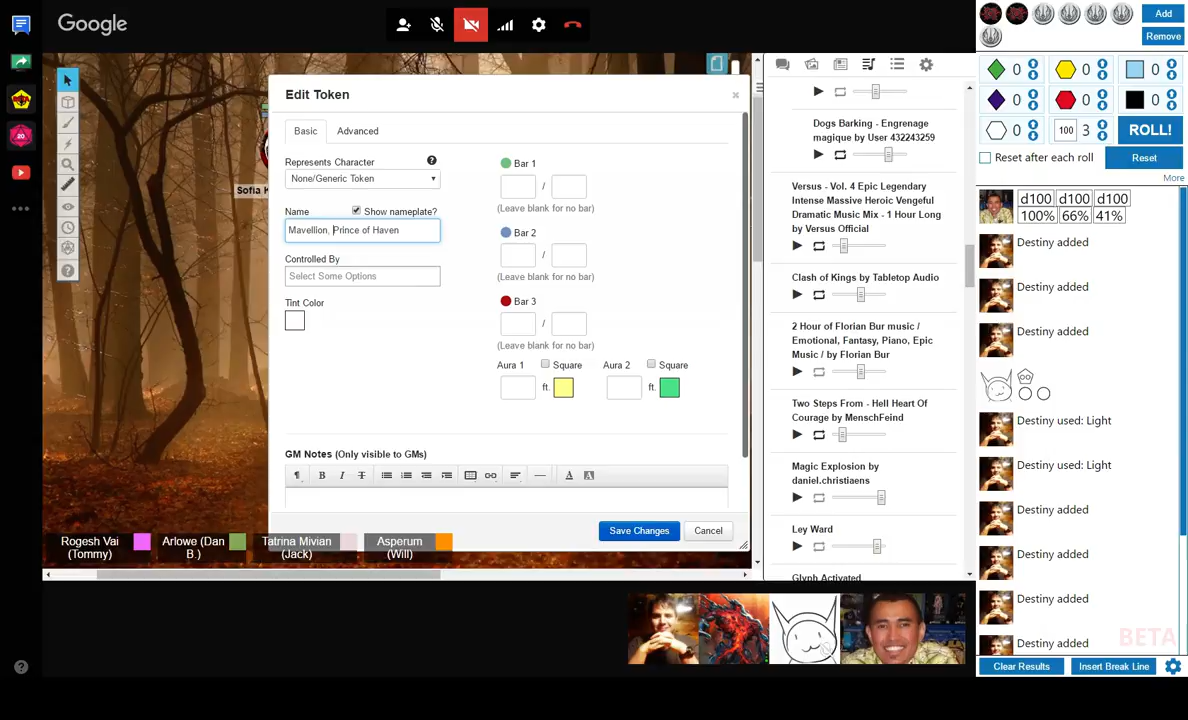 Google
Add
Remove
0
0
0
0
0
0
0
100
3
ROLL!
Reset after each roll
Reset
More
Edit Token
×
Basic
Advanced
Represents Character
None/Generic Token
Name
Show nameplate?
Mavellion, Prince of Haven
Controlled By
Select Some Options
Tint Color
Bar 1
/
(Leave blank for no bar)
Bar 2
/
(Leave blank for no bar)
Bar 3
/
(Leave blank for no bar)
Aura 1
Square
Aura 2
Square
ft.
ft.
GM Notes (Only visible to GMs)
Save Changes
Cancel
Sofia K
Rogesh Vai
(Tommy)
Arlowe (Dan
B.)
Tatrina Mivian
(Jack)
Asperum
(Will)
Dogs Barking - Engrenage
magique by User 432243259
Versus - Vol. 4 Epic Legendary
Intense Massive Heroic Vengeful
Dramatic Music Mix - 1 Hour Long
by Versus Official
Clash of Kings by Tabletop Audio
2 Hour of Florian Bur music /
Emotional, Fantasy, Piano, Epic
Music / by Florian Bur
Two Steps From - Hell Heart Of
Courage by MenschFeind
Magic Explosion by
daniel.christiaens
Ley Ward
Glyph Activated
d100 d100 d100
100% 66% 41%
Destiny added
Destiny added
Destiny added
Destiny used: Light
Destiny used: Light
Destiny added
Destiny added
Destiny added
Destiny added
BETA
Clear Results
Insert Break Line